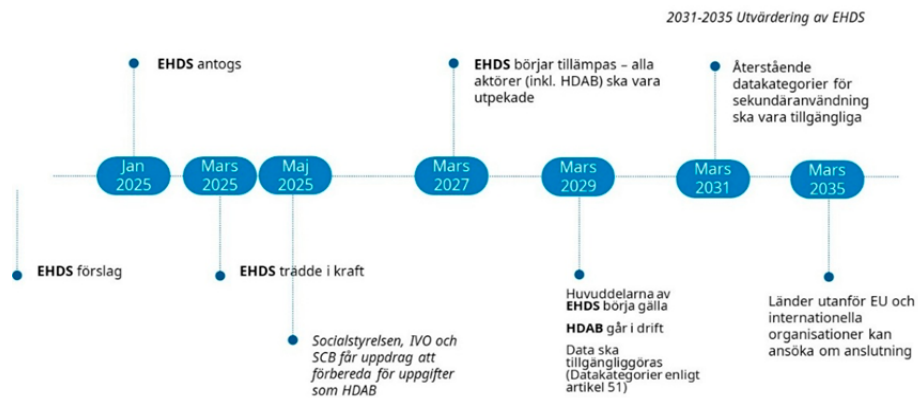 2031-2035 Utvärdering av EHDS
EHDS antogs
EHDS börjar tillämpas – alla
aktörer (inkl. HDAB) ska vara
utpekade
Återstående
datakategorier för
sekundäranvändning
ska vara tillgängliga
Jan
2025
Mars
2025
Maj
2025
Mars
2027
Mars
2029
Mars
2031
Mars
2035
EHDS förslag
EHDS trädde i kraft
Socialstyrelsen, IVO och
SCB får uppdrag att
förbereda för uppgifter
som HDAB
Huvuddelarna av
EHDS börja gälla
HDAB går i drift
Data ska
tillgängliggöras
(Datakategorier enligt
artikel 51)
Länder utanför EU och
internationella
organisationer kan
ansöka om anslutning